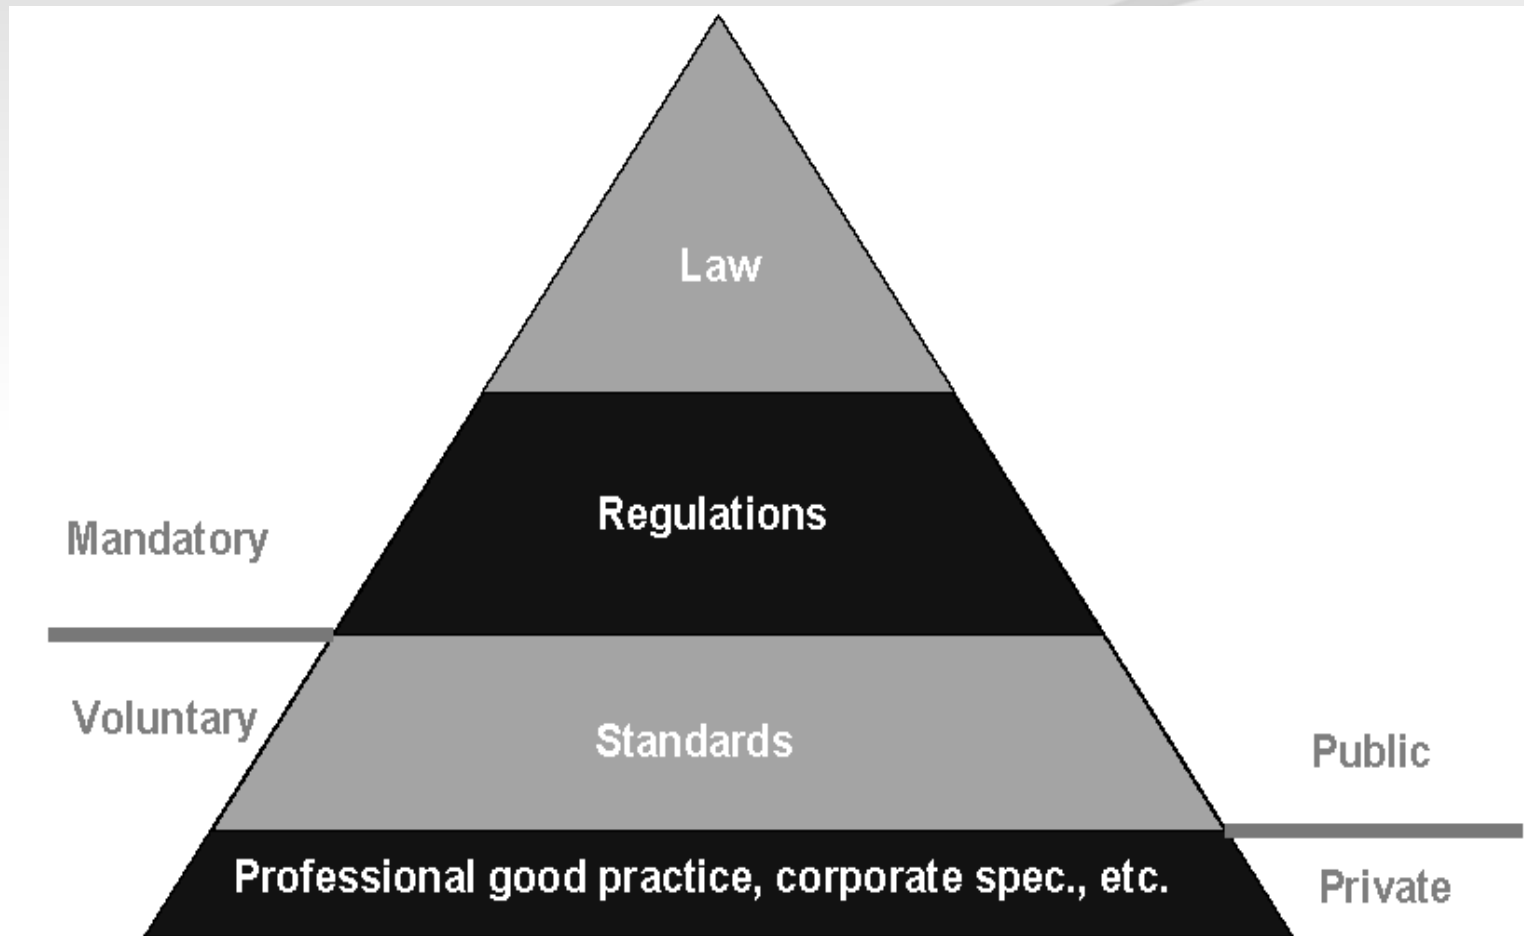 Law
Regulations
Mandatory
Voluntary
Standards
Public
Professional good practice, corporate spec., etc.
Private